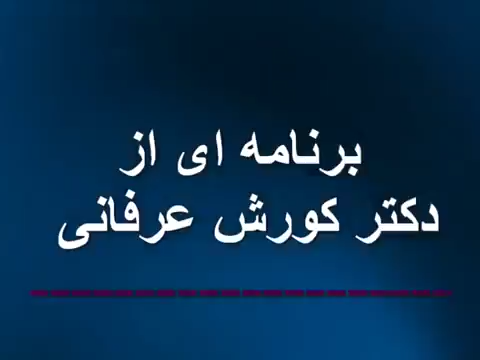 برنامه ای از
دکتر کورش عرفانی